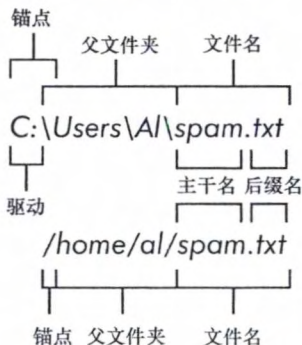 锚点
父文件夹 文件名
C:\Users\Al\spam.txt
主干名 后缀名
驱动
/home/al/spam.txt
锚点 父文件夹 文件名